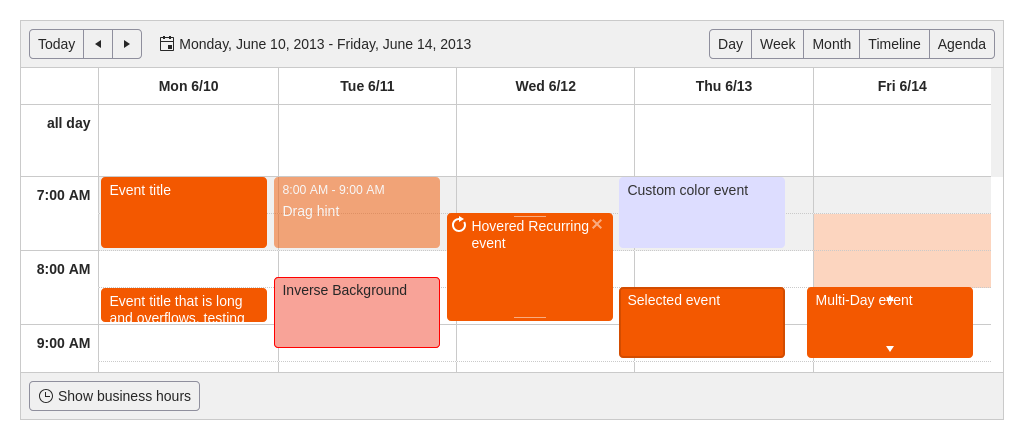 Today
Monday, June 10, 2013 - Friday, June 14, 2013
Day Week Month Timeline Agenda
Mon 6/10 Tue 6/11 Wed 6/12 Thu 6/13 Fri 6/14
all day
7:00 AM
Event title
8:00 AM - 9:00 AM
Drag hint
Custom color event
Hovered Recurring
event
8:00 AM
Event title that is long
and overflows, testing
Inverse Background
Selected event
Multi-Day event
9:00 AM
Show business hours